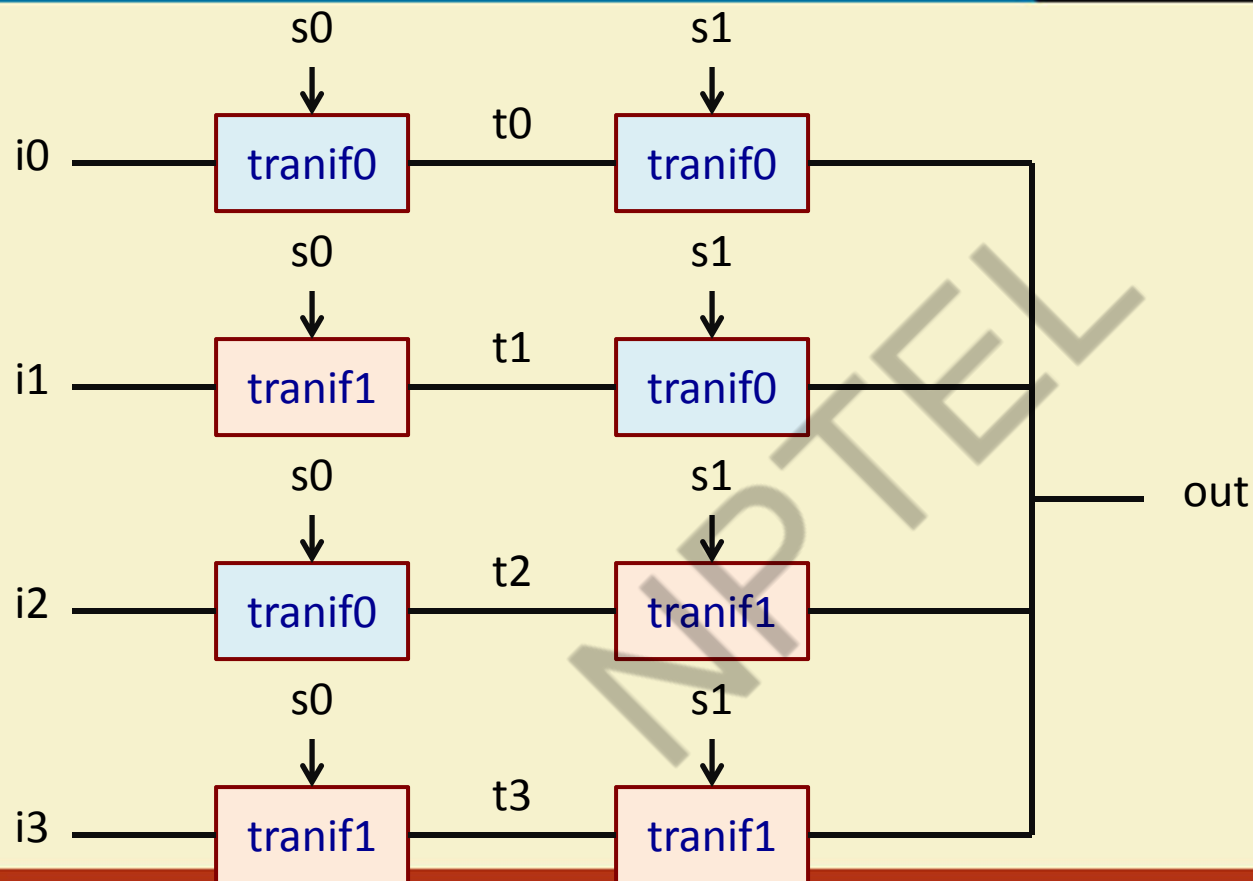 s0 s1
i0 tranif0 t0 tranif0
s0 s1
i1 tranif1 t1 tranif0
out
s0 s1
i2 tranif0 t2 tranif1
s0 s1
i3 tranif1 t3 tranif1
NPTEL